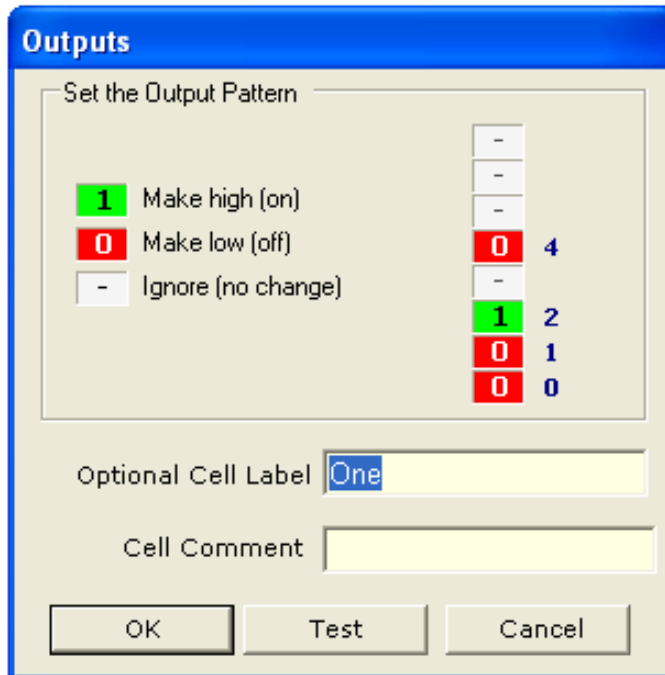 Outputs
Set the Output Pattern
-
-
1 Make high (on)
-
0 Make low (off)
0 4
- Ignore (no change)
-
1 2
0 1
0 0
Optional Cell Label One
Cell Comment
OK Test Cancel